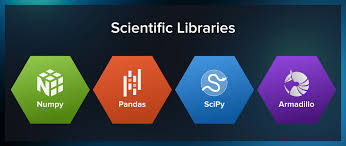 Scientific Libraries
Numpy
Pandas
SciPy
Armadillo